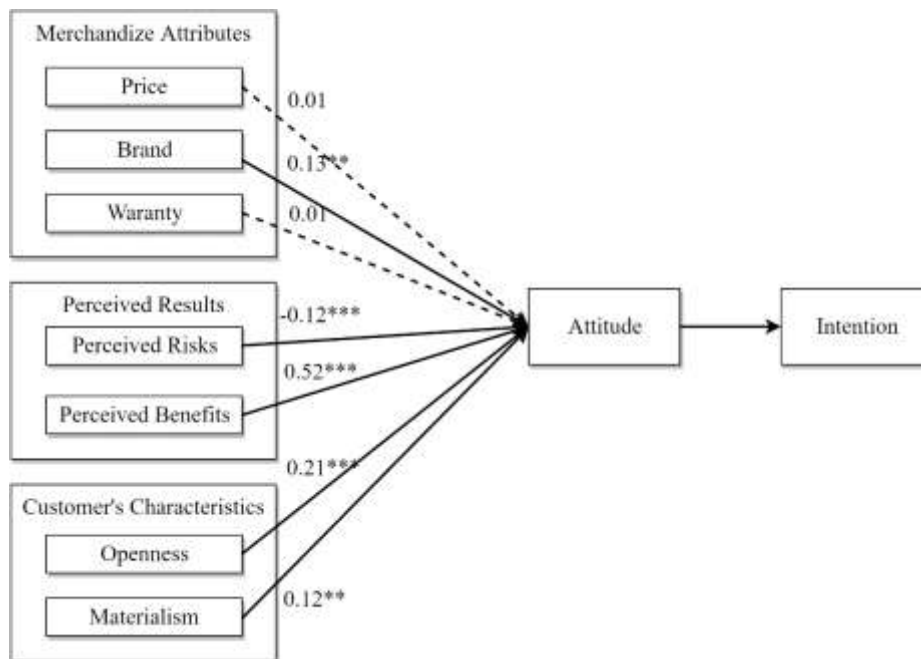 Merchandize Attributes
Price
0.01
Brand
0.13**
Waranty
0.01
Perceived Results
-0.12***
Perceived Risks
0.52***
Perceived Benefits
Attitude
Intention
0.21***
Customer's Characteristics
Openness
Materialism
0.12**